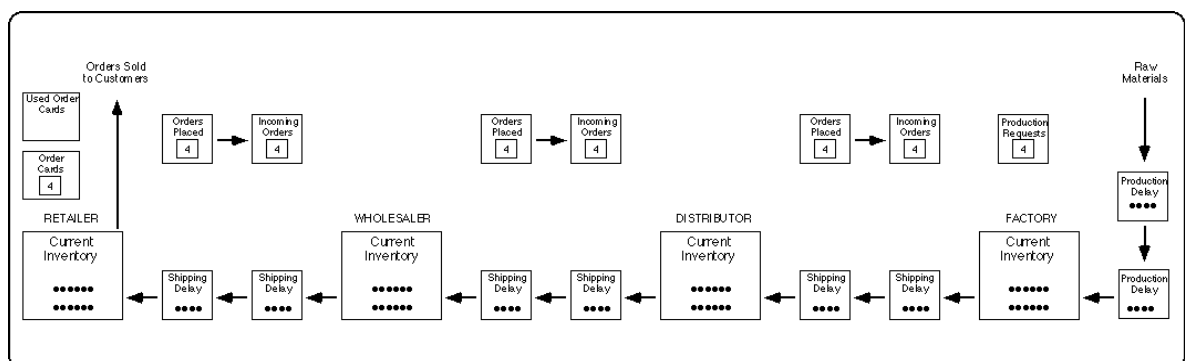 Orders Sold
to Customers
Raw
Materials
Used Order
Cards
Orders
Placed
4
Incoming
Orders
4
Orders
Placed
4
Incoming
Orders
4
Orders
Placed
4
Incoming
Orders
4
Production
Requests
4
Order
Cards
4
Production
Delay
RETAILER
WHOLESALER
DISTRIBUTOR
FACTORY
Current
Inventory
Shipping
Delay
Shipping
Delay
Current
Inventory
Shipping
Delay
Shipping
Delay
Current
Inventory
Shipping
Delay
Shipping
Delay
Current
Inventory
Production
Delay